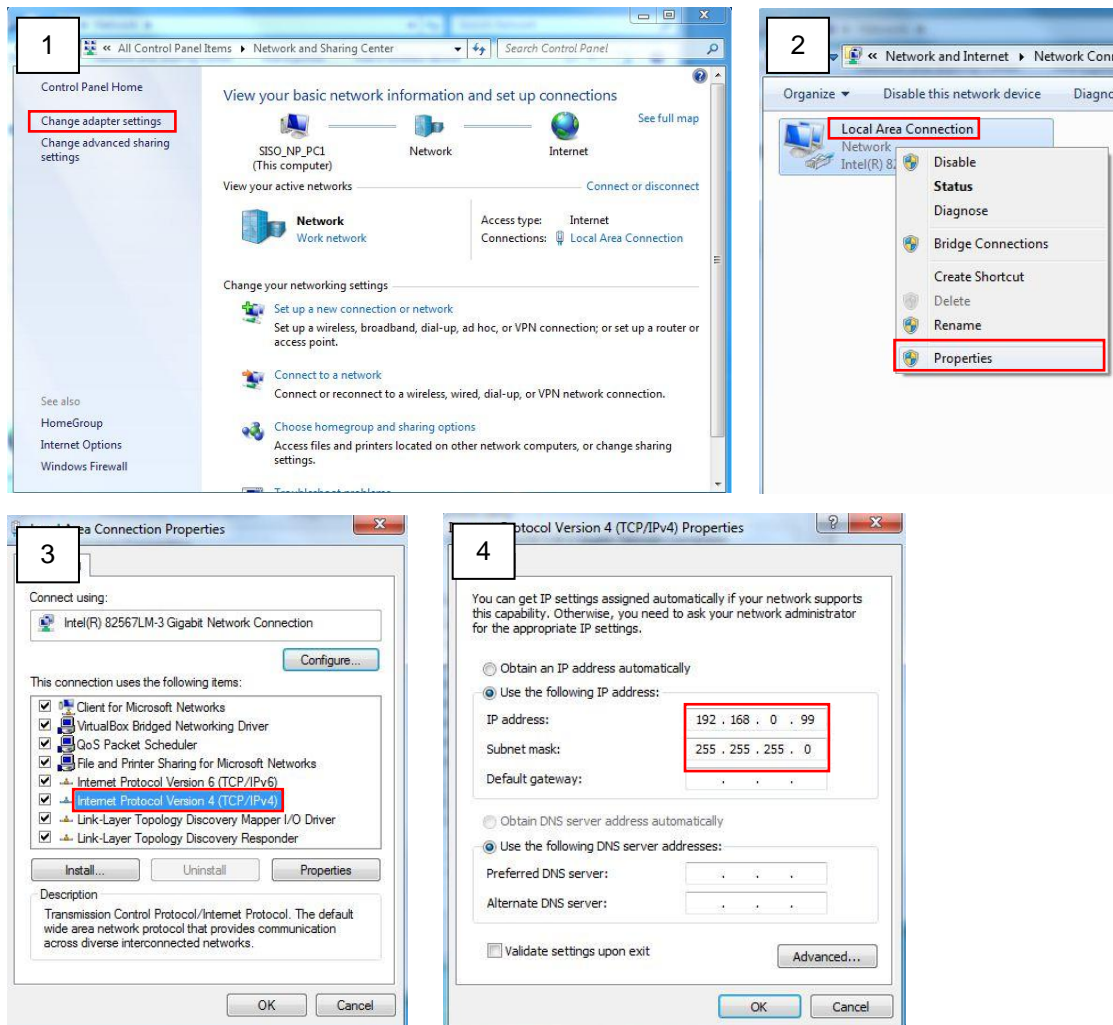 1
« All Control Panel Items ▸ Network and Sharing Center
Search Control Panel
Control Panel Home
Change adapter settings
Change advanced sharing
settings
See also
HomeGroup
Internet Options
Windows Firewall
View your basic network information and set up connections
See full map
SISO_NP_PC1
(This computer)
Network
Internet
View your active networks
Connect or disconnect
Network
Work network
Access type: Internet
Connections: Local Area Connection
Change your networking settings
Set up a new connection or network
Set up a wireless, broadband, dial-up, ad hoc, or VPN connection; or set up a router or
access point.
Connect to a network
Connect or reconnect to a wireless, wired, dial-up, or VPN network connection.
Choose homegroup and sharing options
Access files and printers located on other network computers, or change sharing
settings.
2
« Network and Internet ▸ Network Conn
Organize Disable this network device Diagno
Local Area Connection
Network
Intel(R) 8
Disable
Status
Diagnose
Bridge Connections
Create Shortcut
Delete
Rename
Properties
3
ea Connection Properties
Connect using:
Intel(R) 82567LM-3 Gigabit Network Connection
Configure...
This connection uses the following items:
Client for Microsoft Networks
VirtualBox Bridged Networking Driver
QoS Packet Scheduler
File and Printer Sharing for Microsoft Networks
Internet Protocol Version 6 (TCP/IPv6)
Internet Protocol Version 4 (TCP/IPv4)
Link-Layer Topology Discovery Mapper I/O Driver
Link-Layer Topology Discovery Responder
Install... Uninstall Properties
Description
Transmission Control Protocol/Internet Protocol. The default
wide area network protocol that provides communication
across diverse interconnected networks.
OK Cancel
4
otocol Version 4 (TCP/IPv4) Properties
You can get IP settings assigned automatically if your network supports
this capability. Otherwise, you need to ask your network administrator
for the appropriate IP settings.
Obtain an IP address automatically
Use the following IP address:
IP address: 192 . 168 . 0 . 99
Subnet mask: 255 . 255 . 255 . 0
Default gateway: . . .
Obtain DNS server address automatically
Use the following DNS server addresses:
Preferred DNS server: . . .
Alternate DNS server: . . .
Validate settings upon exit
Advanced...
OK Cancel